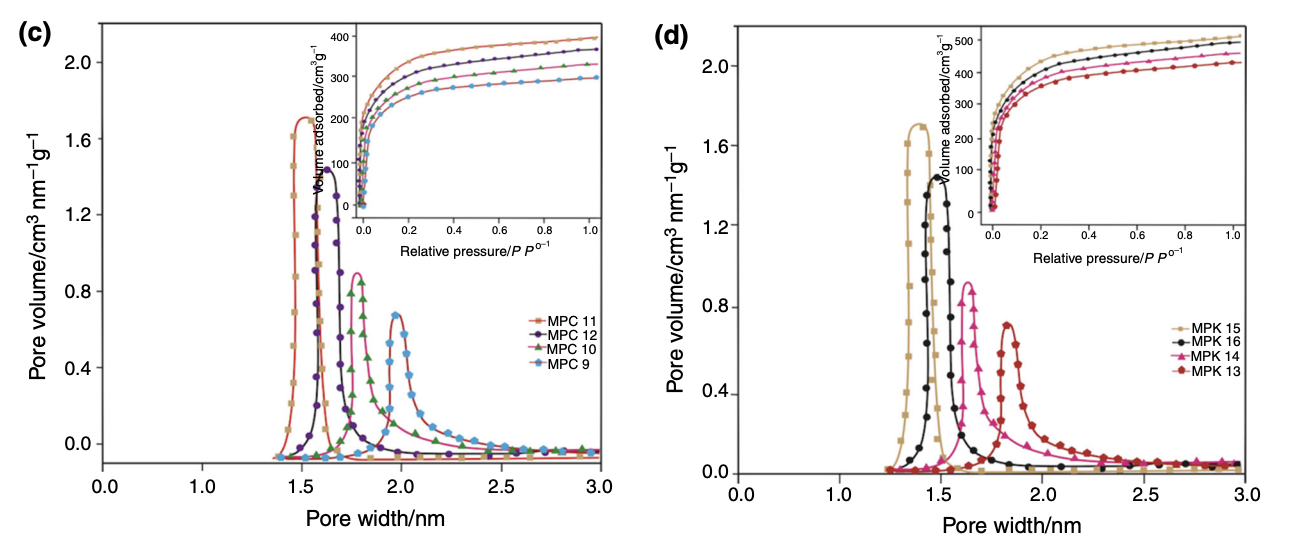 (c)
Pore volume/cm³ nm⁻¹g⁻¹
2.0
1.6
1.2
0.8
0.4
0.0
0.0
1.0
1.5
2.0
2.5
3.0
Pore width/nm
Volume adsorbed/cm³g⁻¹
400
300
200
100
0
0.0
0.2
0.4
0.6
0.8
1.0
Relative pressure/P P°⁻¹
MPC 11
MPC 12
MPC 10
MPC 9
(d)
Pore volume/cm³ nm⁻¹g⁻¹
2.0
1.6
1.2
0.8
0.4
0.0
0.0
1.0
1.5
2.0
2.5
3.0
Pore width/nm
Volume adsorbed/cm³g⁻¹
500
400
300
200
100
0
0.0
0.2
0.4
0.6
0.8
1.0
Relative pressure/P P°⁻¹
MPK 15
MPK 16
MPK 14
MPK 13